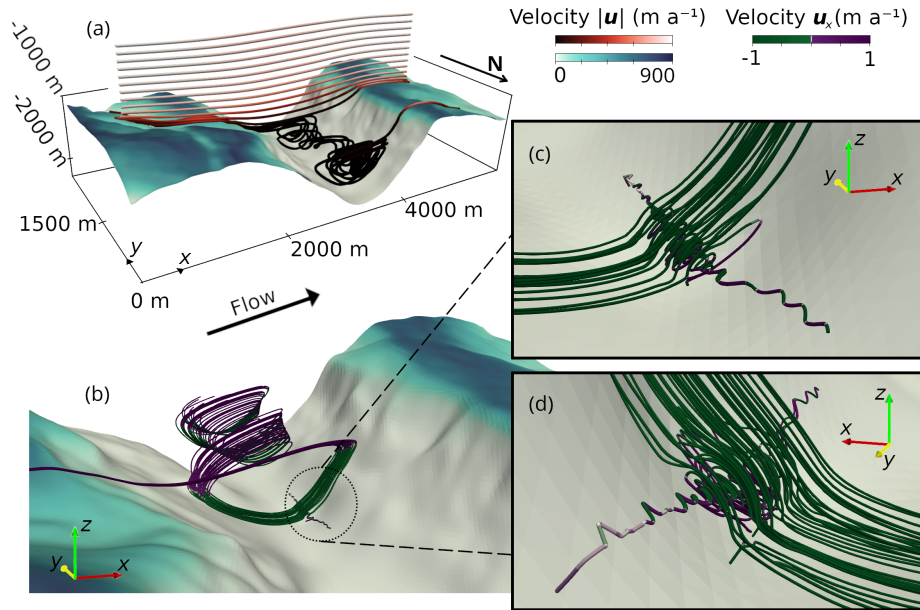 (a)
-1000 m
-2000 m
1500 m
y
x
0 m
2000 m
4000 m
N
Velocity |u| (m a⁻¹)
0 900
Velocity uₓ(m a⁻¹)
-1 1
Flow
(b)
z
y x
(c)
z
y x
(d)
z
x
y